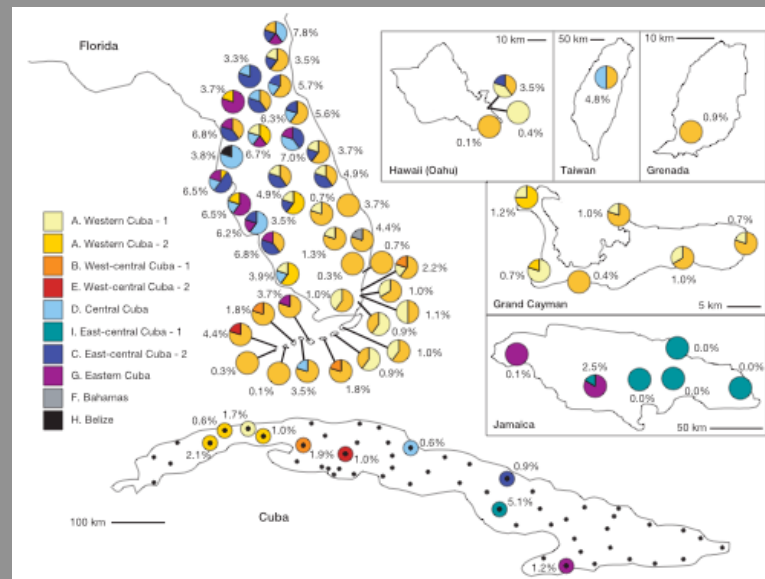 Florida
7.8%
3.3%
3.5%
3.7%
5.7%
6.3%
5.6%
6.8%
6.7%
7.0%
3.7%
3.8%
4.9%
6.5%
4.9%
0.7%
3.7%
6.5%
3.5%
4.4%
6.2%
1.3%
0.7%
6.8%
0.3%
2.2%
3.9%
1.0%
1.0%
3.7%
1.1%
1.8%
0.9%
4.4%
1.0%
0.3%
0.1%
3.5%
1.8%
0.9%
A. Western Cuba - 1
A. Western Cuba - 2
B. West-central Cuba - 1
E. West-central Cuba - 2
D. Central Cuba
I. East-central Cuba - 1
C. East-central Cuba - 2
G. Eastern Cuba
F. Bahamas
H. Belize
10 km
3.5%
0.1%
0.4%
Hawaii (Oahu)
50 km
4.8%
Taiwan
10 km
0.9%
Grenada
1.2%
1.0%
0.7%
0.7%
0.4%
1.0%
Grand Cayman
5 km
0.1%
2.5%
0.0%
0.0%
0.0%
0.0%
Jamaica
50 km
0.6%
1.7%
1.0%
2.1%
1.9%
1.0%
0.6%
0.9%
5.1%
1.2%
100 km
Cuba